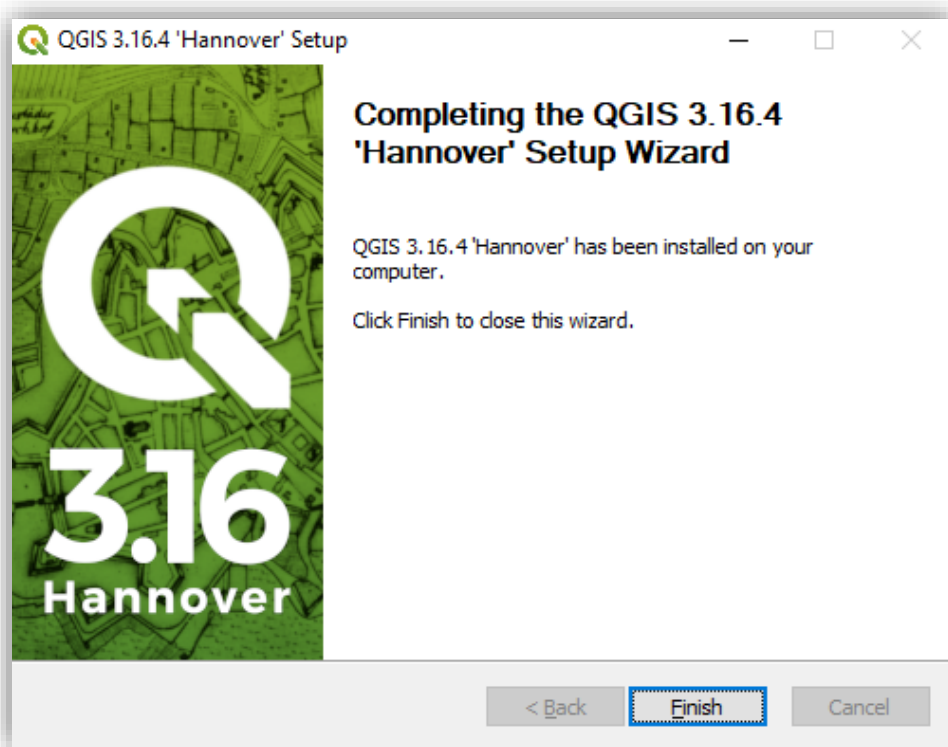 QGIS 3.16.4 'Hannover' Setup
Completing the QGIS 3.16.4
'Hannover' Setup Wizard
QGIS 3.16.4 'Hannover' has been installed on your
computer.
Click Finish to close this wizard.
3.16
Hannover
< Back
Finish
Cancel